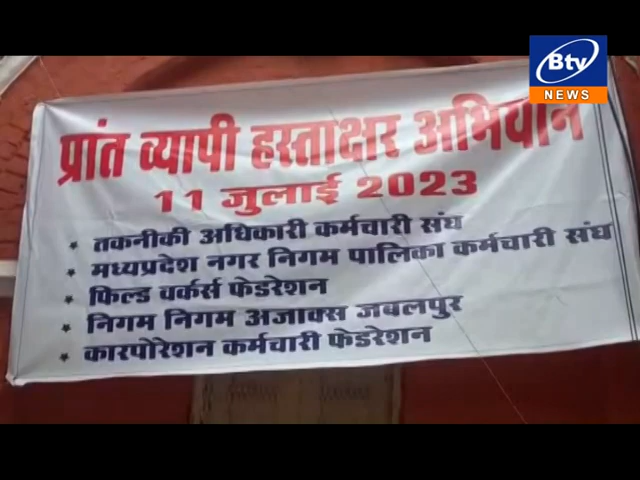 Btv
NEWS
प्रांत व्यापी हस्ताक्षर अभियान
11 जुलाई 2023
* तकनीकी अधिकारी कर्मचारी संघ
* मध्यप्रदेश नगर निगम पालिका कर्मचारी संघ
* फिल्ड वर्कर्स फेडरेशन
* निगम निगम अजाक्स जबलपुर
* कारपोरेशन कर्मचारी फेडरेशन